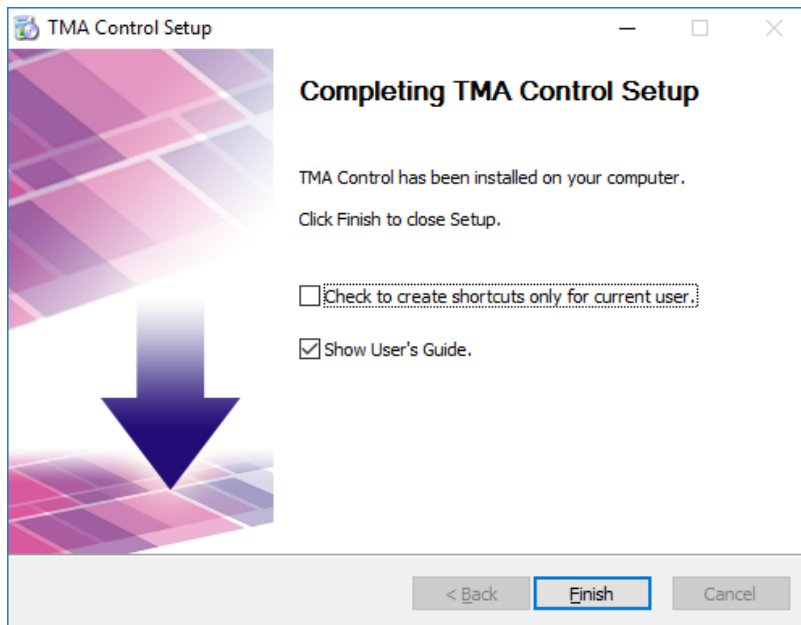 TMA Control Setup
Completing TMA Control Setup
TMA Control has been installed on your computer.
Click Finish to close Setup.
Check to create shortcuts only for current user.
Show User's Guide.
< Back
Finish
Cancel